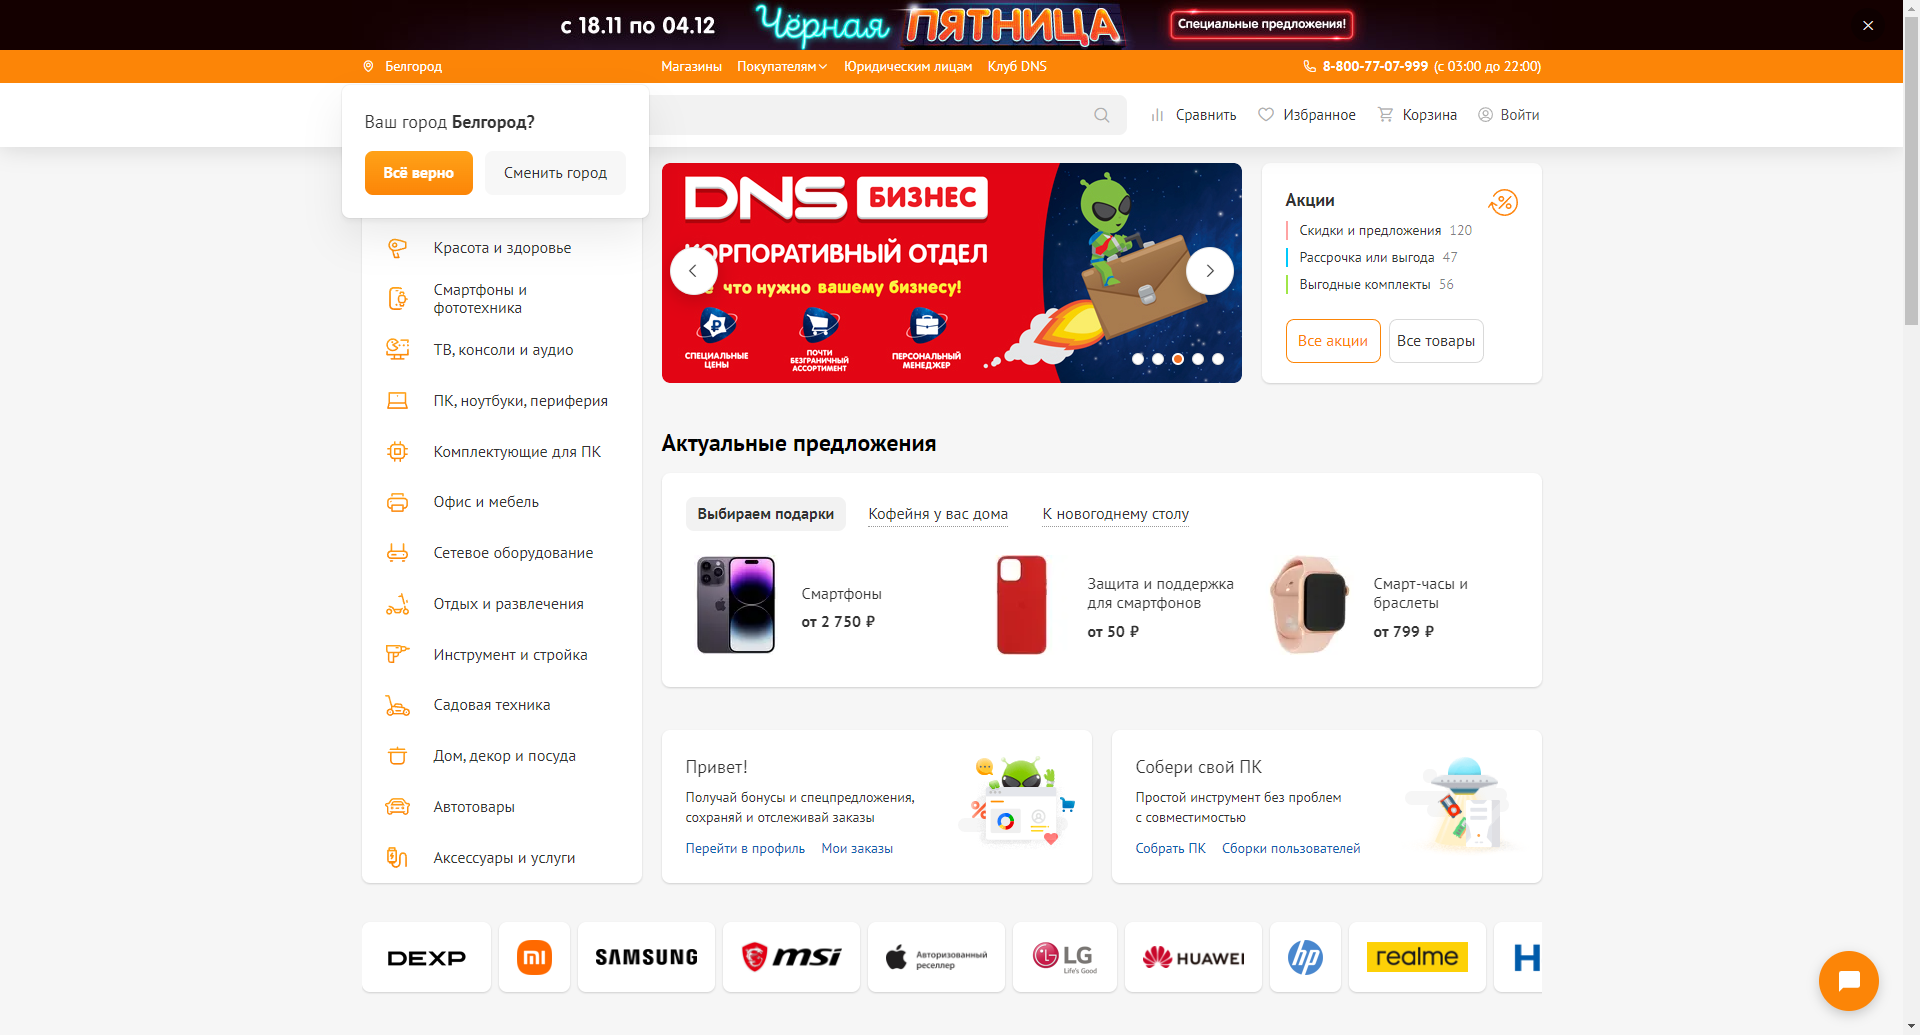 с 18.11 по 04.12
Чёрная ПЯТНИЦА
Специальные предложения!
Белгород
Магазины
Покупателям
Юридическим лицам
Клуб DNS
8-800-77-07-999 (с 03:00 до 22:00)
Ваш город Белгород?
Всё верно
Сменить город
Сравнить
Избранное
Корзина
Войти
Красота и здоровье
Смартфоны и
фототехника
ТВ, консоли и аудио
ПК, ноутбуки, периферия
Комплектующие для ПК
Офис и мебель
Сетевое оборудование
Отдых и развлечения
Инструмент и стройка
Садовая техника
Дом, декор и посуда
Автотовары
Аксессуары и услуги
DNS БИЗНЕС
КОРПОРАТИВНЫЙ ОТДЕЛ
что нужно вашему бизнесу!
СПЕЦИАЛЬНЫЕ
ЦЕНЫ
ПОЧТИ
БЕЗГРАНИЧНЫЙ
АССОРТИМЕНТ
ПЕРСОНАЛЬНЫЙ
МЕНЕДЖЕР
Акции
Скидки и предложения 120
Рассрочка или выгода 47
Выгодные комплекты 56
Все акции
Все товары
Актуальные предложения
Выбираем подарки
Кофейня у вас дома
К новогоднему столу
Смартфоны
от 2 750 ₽
Защита и поддержка
для смартфонов
от 50 ₽
Смарт-часы и
браслеты
от 799 ₽
Привет!
Получай бонусы и спецпредложения,
сохраняй и отслеживай заказы
Перейти в профиль
Мои заказы
Собери свой ПК
Простой инструмент без проблем
с совместимостью
Собрать ПК
Сборки пользователей
DEXP
mi
SAMSUNG
msi
Авторизованный
реселлер
LG
Life's Good
HUAWEI
hp
realme
H